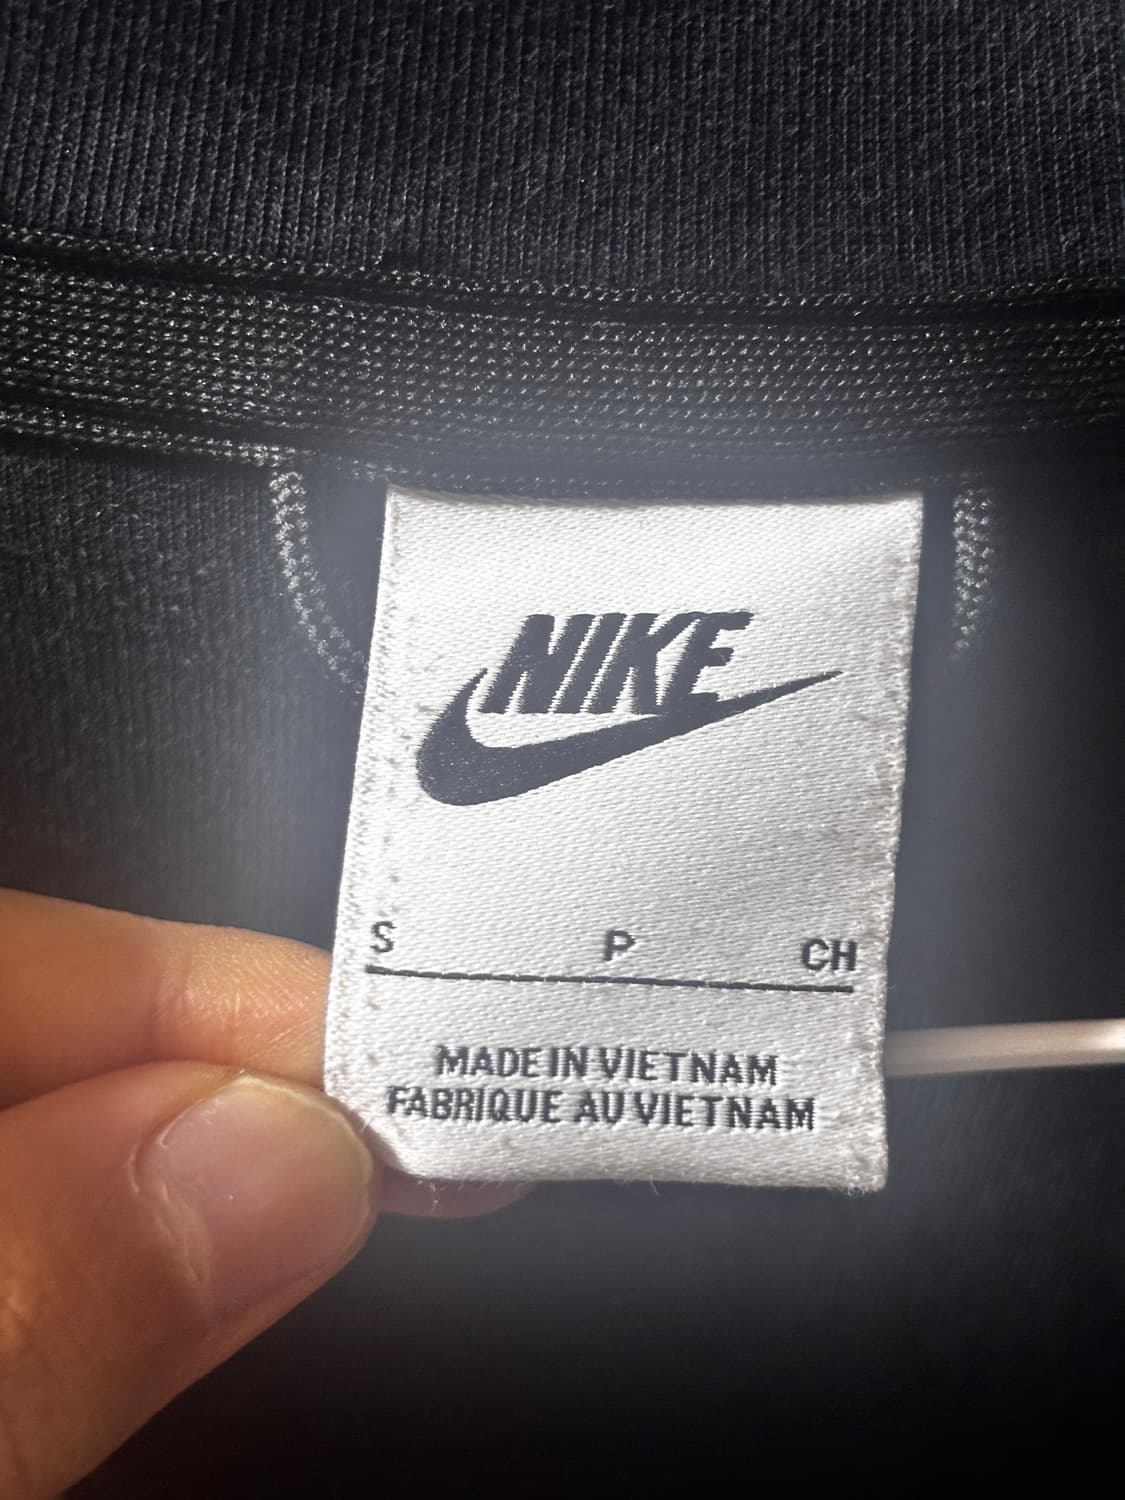 NIKE
S P CH
MADE IN VIETNAM
FABRIQUE AU VIETNAM